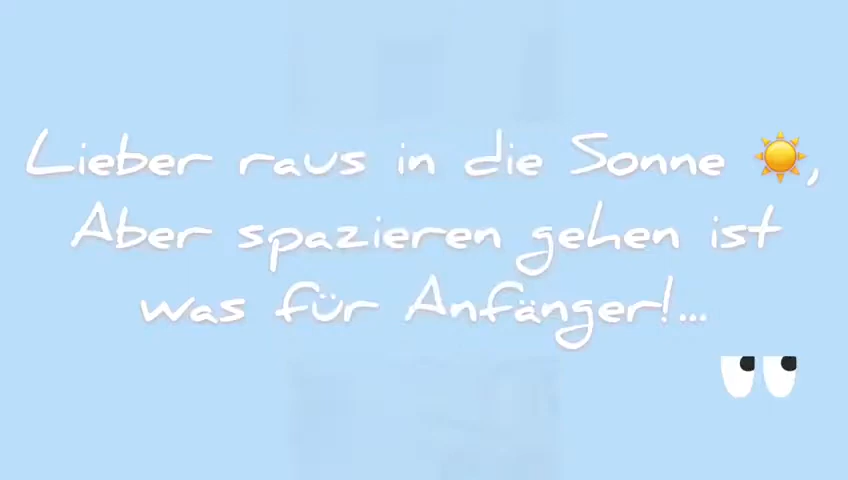 Lieber raus in die Sonne ☀️,
Aber spazieren gehen ist
was für Anfänger!...
👀